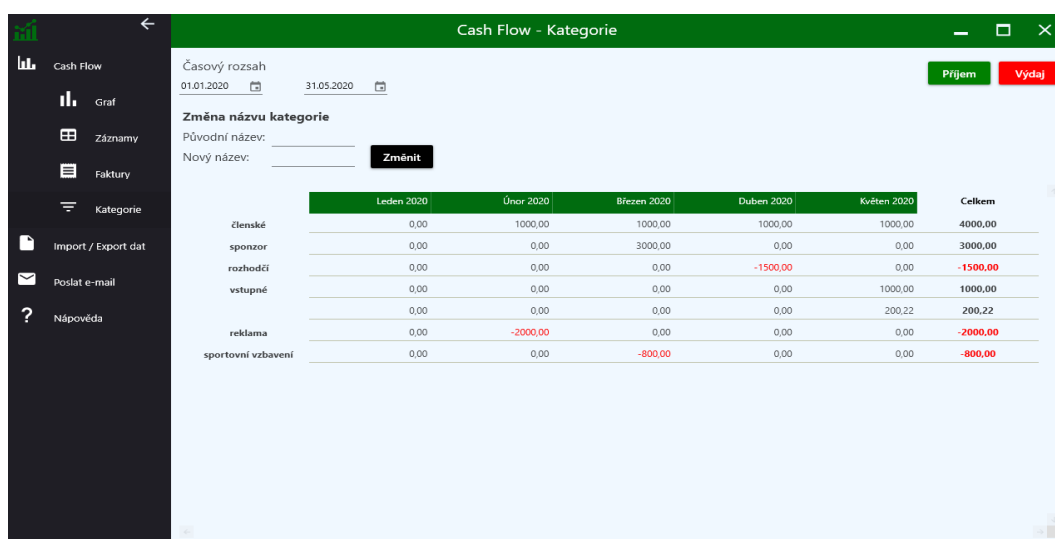 Cash Flow - Kategorie
Cash Flow
Graf
Záznamy
Faktury
Kategorie
Import / Export dat
Poslat e-mail
? Nápověda
Časový rozsah
01.01.2020 31.05.2020
Příjem Výdaj
Změna názvu kategorie
Původní název:
Nový název: Změnit
Leden 2020 Únor 2020 Březen 2020 Duben 2020 Květen 2020 Celkem
členské 0,00 1000,00 1000,00 1000,00 1000,00 4000,00
sponzor 0,00 0,00 3000,00 0,00 0,00 3000,00
rozhodčí 0,00 0,00 0,00 -1500,00 0,00 -1500,00
vstupné 0,00 0,00 0,00 0,00 1000,00 1000,00
0,00 0,00 0,00 0,00 200,22 200,22
reklama 0,00 -2000,00 0,00 0,00 0,00 -2000,00
sportovní vzbavení 0,00 0,00 -800,00 0,00 0,00 -800,00